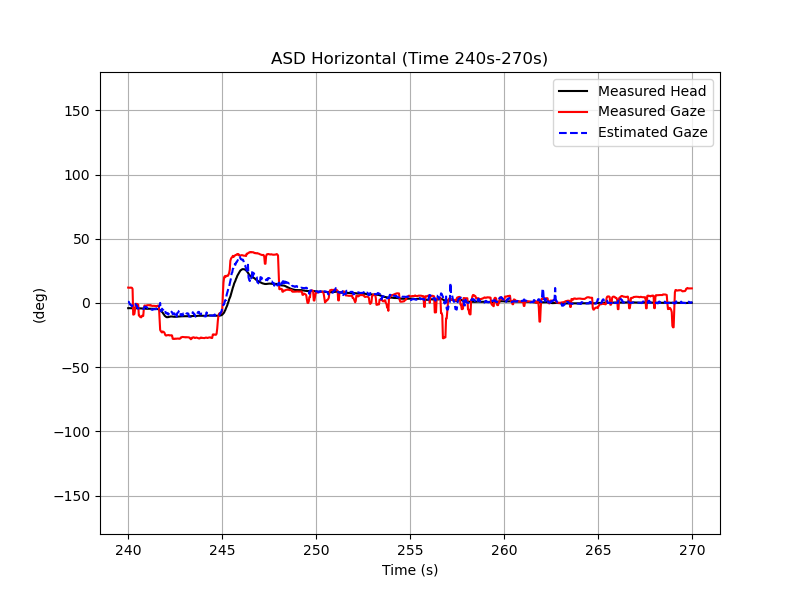 ASD Horizontal (Time 240s-270s)
Measured Head
Measured Gaze
Estimated Gaze
150
100
50
0
−50
−100
−150
(deg)
240 245 250 255 260 265 270
Time (s)